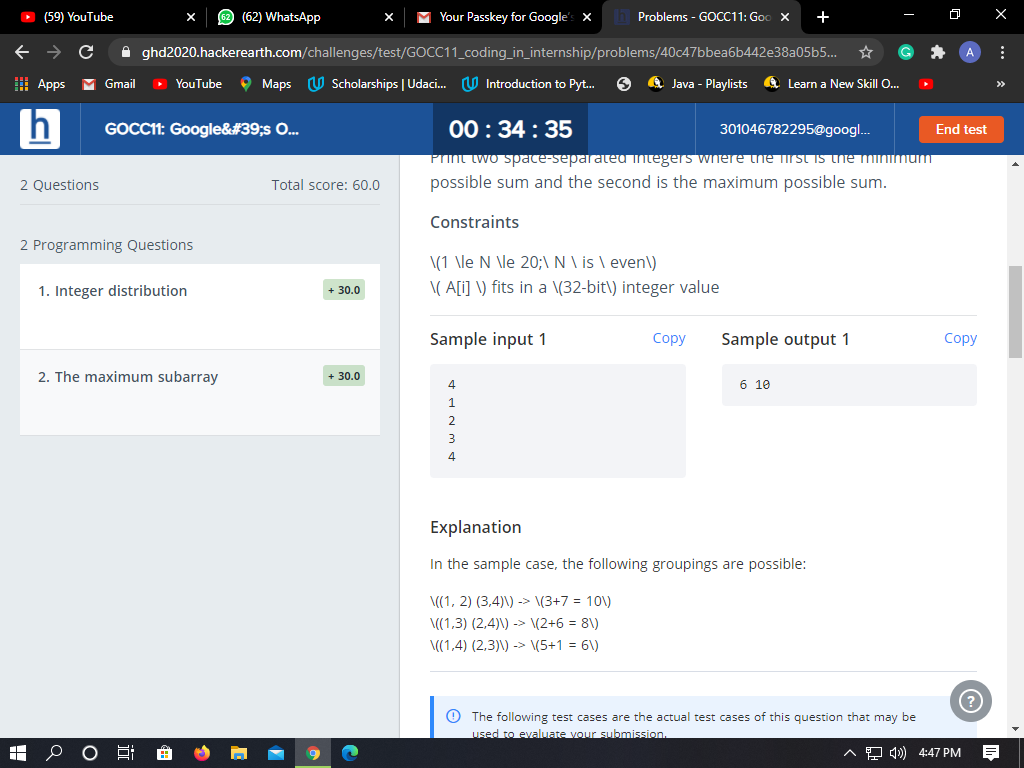 (59) YouTube
(62) WhatsApp
Your Passkey for Google'
Problems - GOCC11: Goo
ghd2020.hackerearth.com/challenges/test/GOCC11_coding_in_internship/problems/40c47bbea6b442e38a05b5...
A
Apps
Gmail
YouTube
Maps
Scholarships | Udaci...
Introduction to Pyt...
Java - Playlists
Learn a New Skill O...
»
h
GOCC11: Google&#39;s O...
00 : 34 : 35
301046782295@googl...
End test
2 Questions
Total score: 60.0
2 Programming Questions
1. Integer distribution
+ 30.0
2. The maximum subarray
+ 30.0
Print two space-separated integers where the first is the minimum
possible sum and the second is the maximum possible sum.
Constraints
\(1 \le N \le 20;\ N \ is \ even\)
\( A[i] \) fits in a \(32-bit\) integer value
Sample input 1
Copy
4
1
2
3
4
Sample output 1
Copy
6 10
Explanation
In the sample case, the following groupings are possible:
\((1, 2) (3,4)\) -> \(3+7 = 10\)
\((1,3) (2,4)\) -> \(2+6 = 8\)
\((1,4) (2,3)\) -> \(5+1 = 6\)
The following test cases are the actual test cases of this question that may be
used to evaluate your submission.
?
4:47 PM